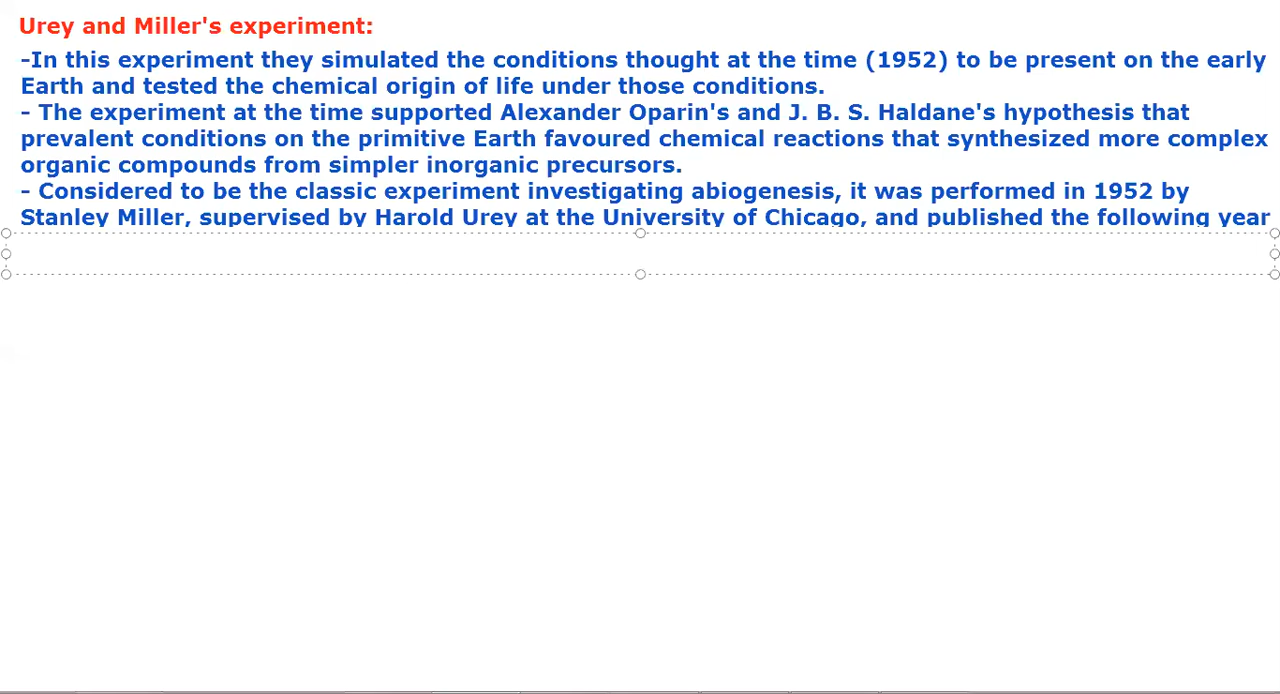 Urey and Miller's experiment:
-In this experiment they simulated the conditions thought at the time (1952) to be present on the early
Earth and tested the chemical origin of life under those conditions.
- The experiment at the time supported Alexander Oparin's and J. B. S. Haldane's hypothesis that
prevalent conditions on the primitive Earth favoured chemical reactions that synthesized more complex
organic compounds from simpler inorganic precursors.
- Considered to be the classic experiment investigating abiogenesis, it was performed in 1952 by
Stanley Miller, supervised by Harold Urey at the University of Chicago, and published the following year